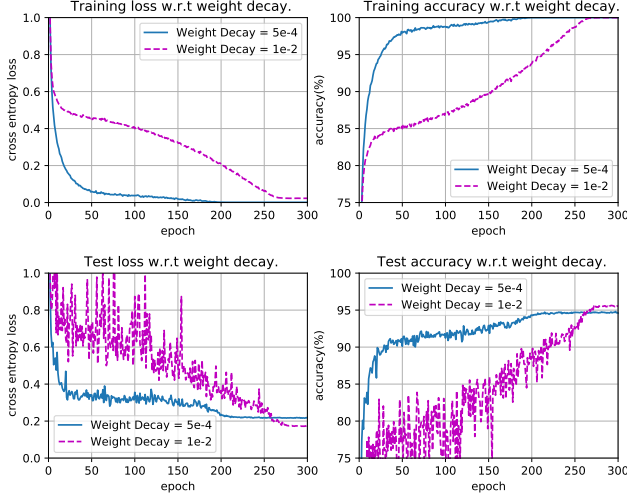 Training loss w.r.t weight decay.
1.0
0.8
0.6
0.4
0.2
0.0
cross entropy loss
Weight Decay = 5e-4
Weight Decay = 1e-2
0 50 100 150 200 250 300
epoch
Training accuracy w.r.t weight decay.
100
95
90
85
80
75
accuracy(%)
Weight Decay = 5e-4
Weight Decay = 1e-2
0 50 100 150 200 250 300
epoch
Test loss w.r.t weight decay.
1.0
0.8
0.6
0.4
0.2
0.0
cross entropy loss
Weight Decay = 5e-4
Weight Decay = 1e-2
0 50 100 150 200 250 300
epoch
Test accuracy w.r.t weight decay.
100
95
90
85
80
75
accuracy(%)
Weight Decay = 5e-4
Weight Decay = 1e-2
0 50 100 150 200 250 300
epoch